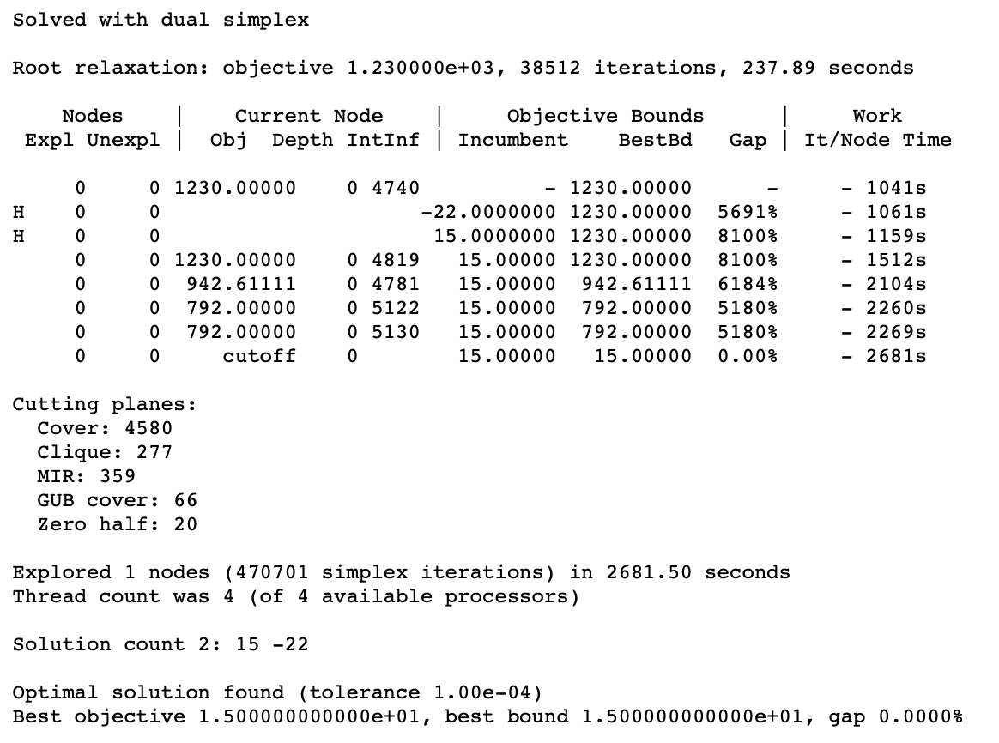 Solved with dual simplex
Root relaxation: objective 1.230000e+03, 38512 iterations, 237.89 seconds
Nodes | Current Node | Objective Bounds | Work
Expl Unexpl | Obj Depth IntInf | Incumbent BestBd Gap | It/Node Time
0 0 1230.00000 0 4740 - 1230.00000 - - 1041s
H 0 0 -22.0000000 1230.00000 5691% - 1061s
H 0 0 15.0000000 1230.00000 8100% - 1159s
0 0 1230.00000 0 4819 15.00000 1230.00000 8100% - 1512s
0 0 942.61111 0 4781 15.00000 942.61111 6184% - 2104s
0 0 792.00000 0 5122 15.00000 792.00000 5180% - 2260s
0 0 792.00000 0 5130 15.00000 792.00000 5180% - 2269s
0 0 cutoff 0 15.00000 15.00000 0.00% - 2681s
Cutting planes:
Cover: 4580
Clique: 277
MIR: 359
GUB cover: 66
Zero half: 20
Explored 1 nodes (470701 simplex iterations) in 2681.50 seconds
Thread count was 4 (of 4 available processors)
Solution count 2: 15 -22
Optimal solution found (tolerance 1.00e-04)
Best objective 1.500000000000e+01, best bound 1.500000000000e+01, gap 0.0000%